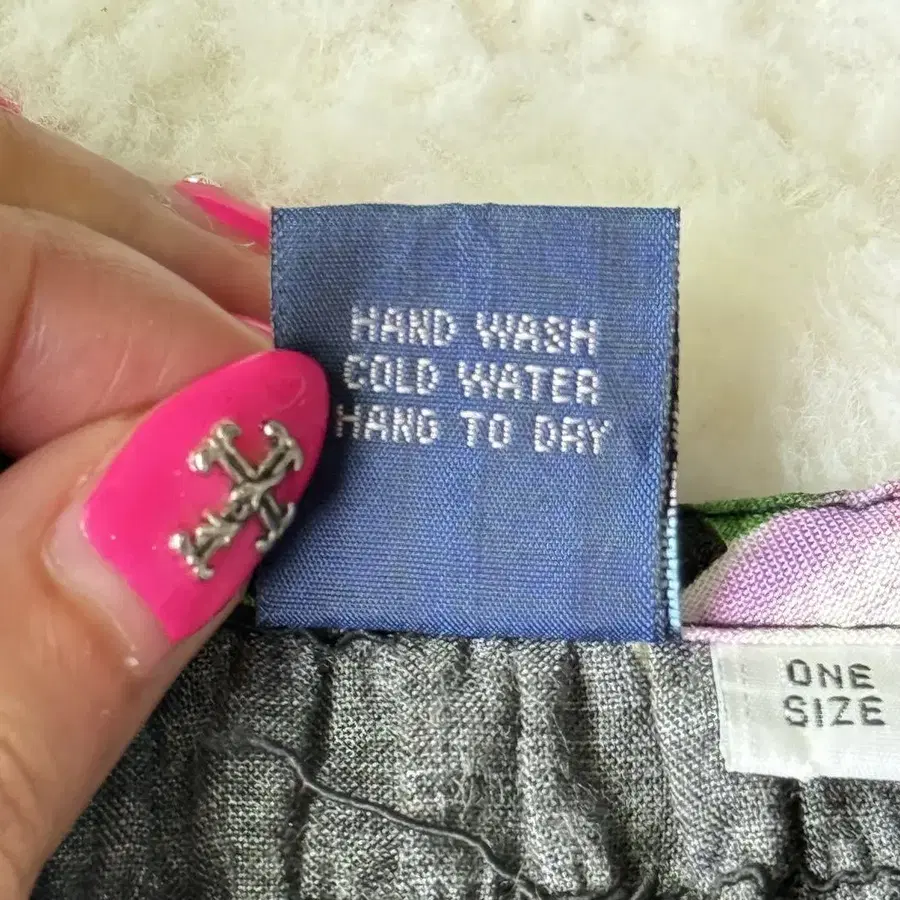 HAND WASH
COLD WATER
HANG TO DRY
ONE
SIZE